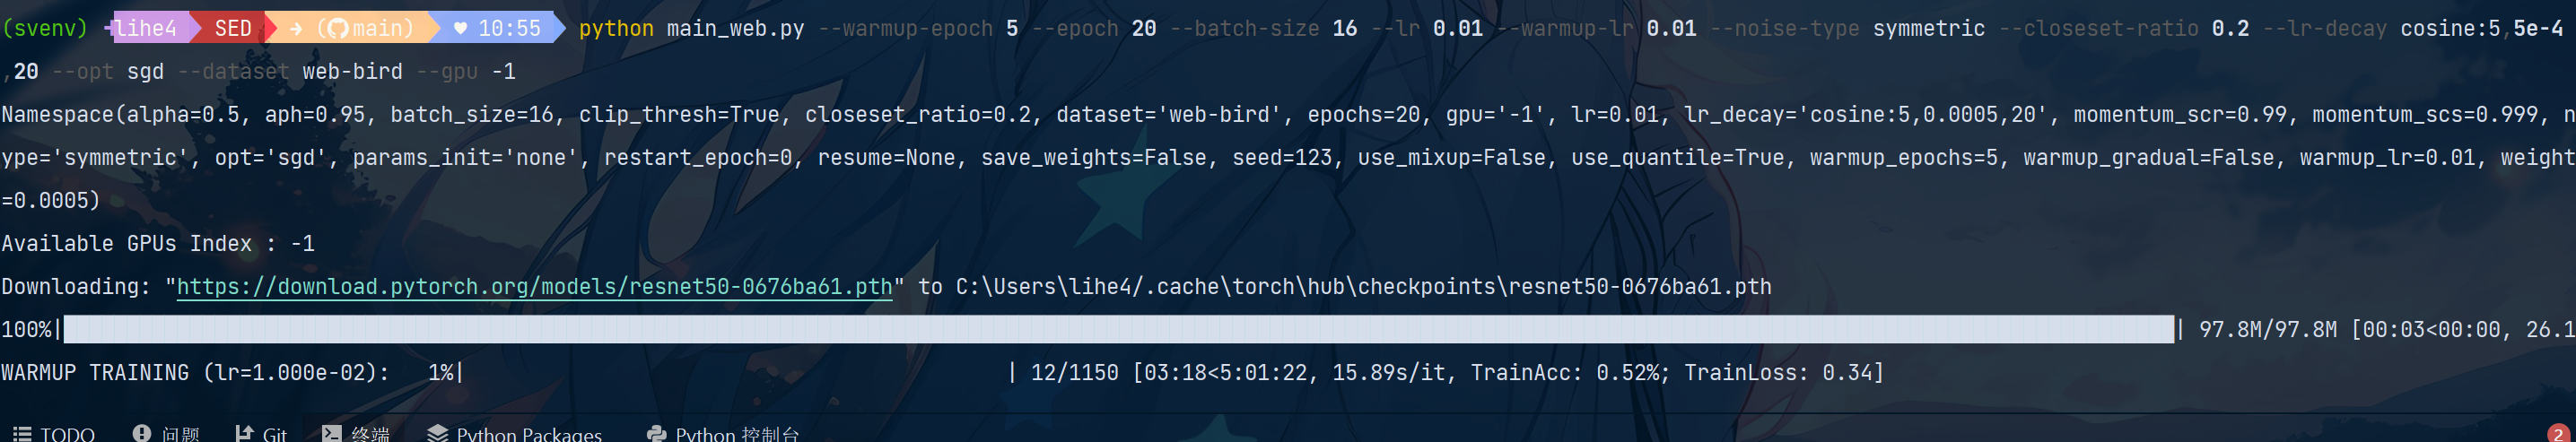 (svenv) lihe4 SED → (main) ♥ 10:55 python main_web.py --warmup-epoch 5 --epoch 20 --batch-size 16 --lr 0.01 --warmup-lr 0.01 --noise-type symmetric --closeset-ratio 0.2 --lr-decay cosine:5,5e-4
,20 --opt sgd --dataset web-bird --gpu -1
Namespace(alpha=0.5, aph=0.95, batch_size=16, clip_thresh=True, closeset_ratio=0.2, dataset='web-bird', epochs=20, gpu='-1', lr=0.01, lr_decay='cosine:5,0.0005,20', momentum_scr=0.99, momentum_scs=0.999, n
ype='symmetric', opt='sgd', params_init='none', restart_epoch=0, resume=None, save_weights=False, seed=123, use_mixup=False, use_quantile=True, warmup_epochs=5, warmup_gradual=False, warmup_lr=0.01, weight
=0.0005)
Available GPUs Index : -1
Downloading: "https://download.pytorch.org/models/resnet50-0676ba61.pth" to C:\Users\lihe4/.cache\torch\hub\checkpoints\resnet50-0676ba61.pth
100%| | 97.8M/97.8M [00:03<00:00, 26.1
WARMUP TRAINING (lr=1.000e-02): 1%| | 12/1150 [03:18<5:01:22, 15.89s/it, TrainAcc: 0.52%; TrainLoss: 0.34]
TODO 问题 Git 终端 Python Packages Python 控制台 2